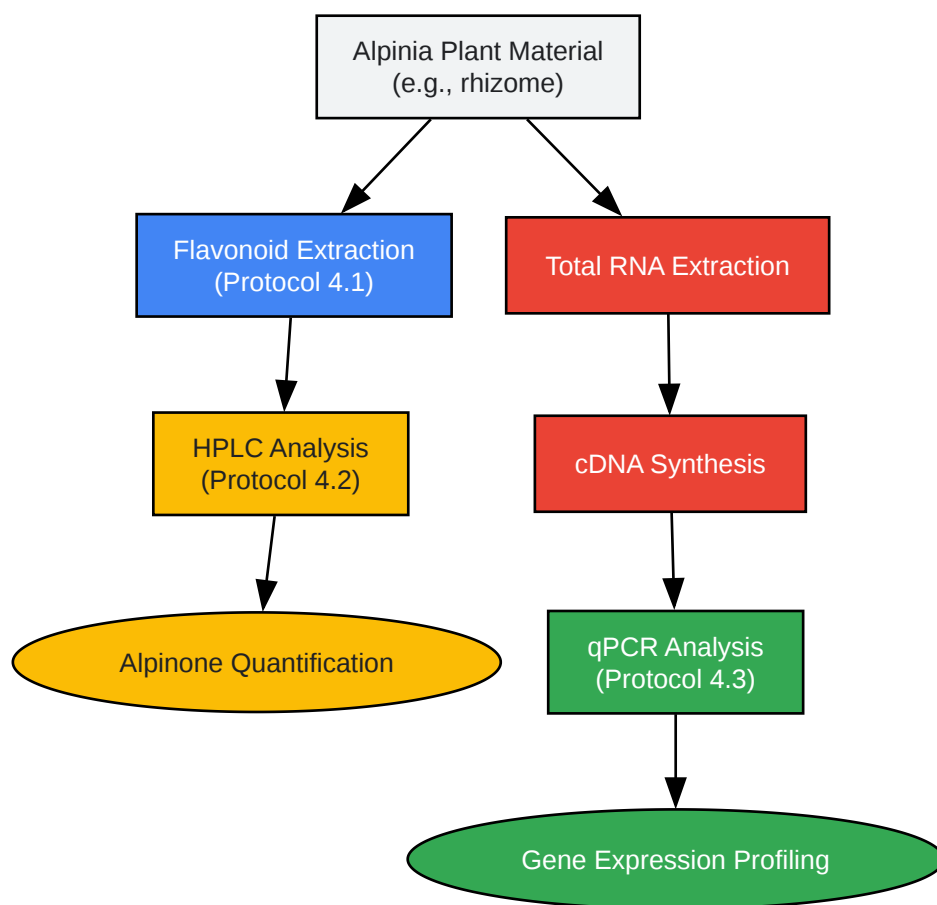 Alpinia Plant Material
(e.g., rhizome)
Flavonoid Extraction
(Protocol 4.1)
Total RNA Extraction
HPLC Analysis
(Protocol 4.2)
cDNA Synthesis
Alpinone Quantification
qPCR Analysis
(Protocol 4.3)
Gene Expression Profiling